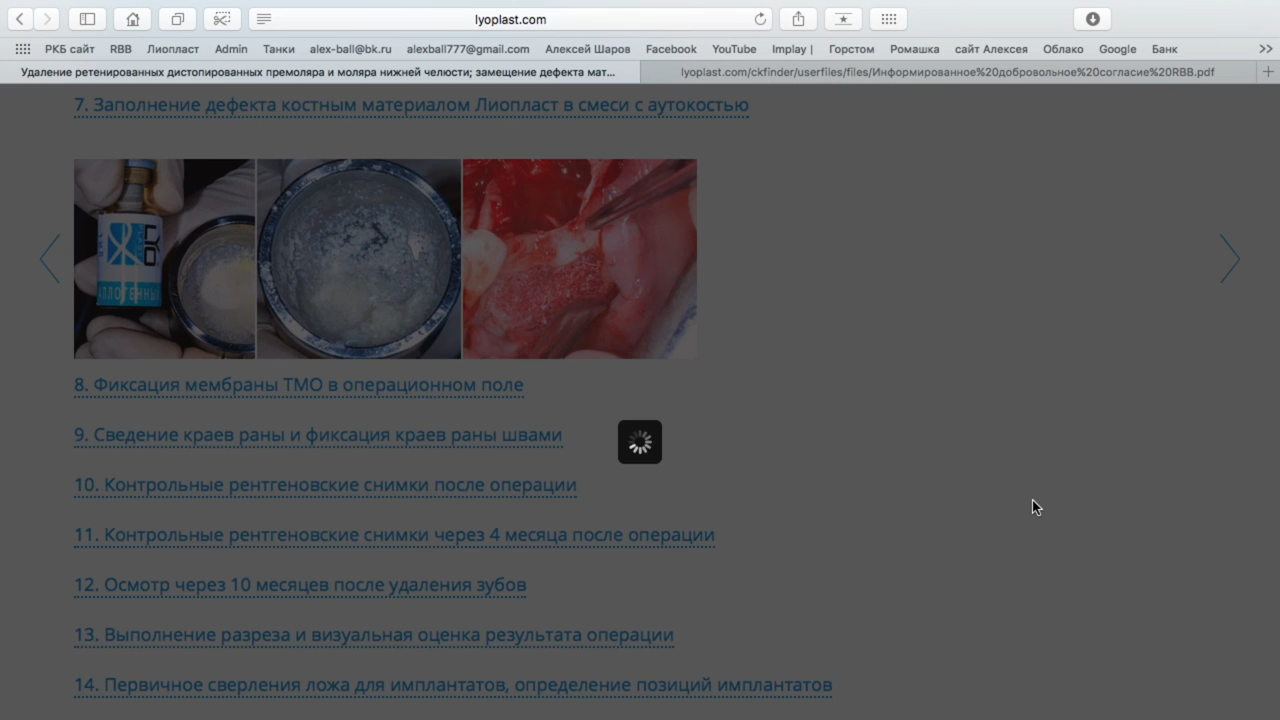 lyoplast.com
РКБ сайт RBB Лиопласт Admin Танки alex-ball@bk.ru alexball777@gmail.com Алексей Шаров Facebook YouTube Implay | Горстом Ромашка сайт Алексея Облако Google Банк >>
Удаление ретенированных дистопированных премоляра и моляра нижней челюсти; замещение дефекта мат...
lyoplast.com/ckfinder/userfiles/files/Информированное%20добровольное%20согласие%20RBB.pdf
7. Заполнение дефекта костным материалом Лиопласт в смеси с аутокостью
LYO
АЛЛОГЕННЫ
8. Фиксация мембраны ТМО в операционном поле
9. Сведение краев раны и фиксация краев раны швами
10. Контрольные рентгеновские снимки после операции
11. Контрольные рентгеновские снимки через 4 месяца после операции
12. Осмотр через 10 месяцев после удаления зубов
13. Выполнение разреза и визуальная оценка результата операции
14. Первичное сверления ложа для имплантатов, определение позиций имплантатов